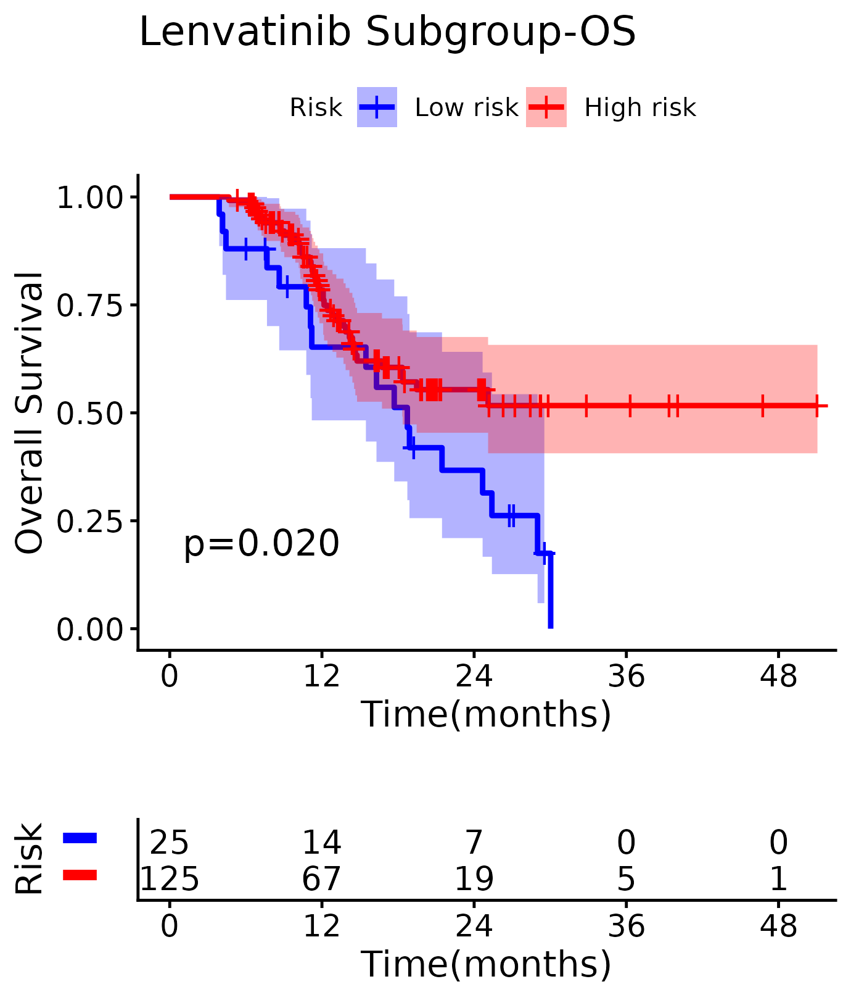 Lenvatinib Subgroup-OS
Risk Low risk High risk
Overall Survival
1.00
0.75
0.50
0.25
0.00
p=0.020
0 12 24 36 48
Time(months)
Risk
25 14 7 0 0
125 67 19 5 1
0 12 24 36 48
Time(months)